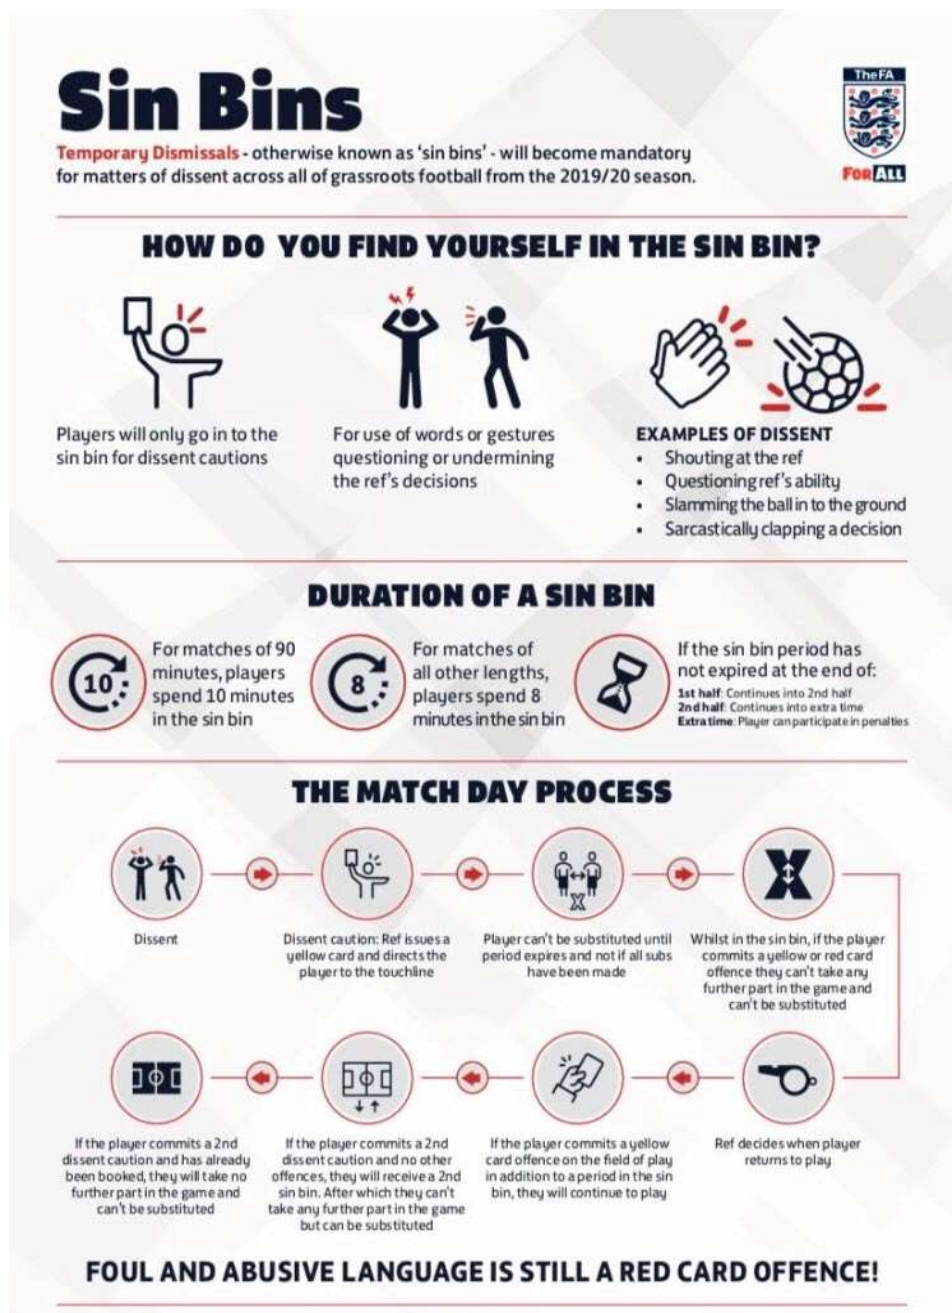 Sin Bins
The FA
FOR ALL
Temporary Dismissals - otherwise known as 'sin bins' - will become mandatory
for matters of dissent across all of grassroots football from the 2019/20 season.
HOW DO YOU FIND YOURSELF IN THE SIN BIN?
Players will only go in to the
sin bin for dissent cautions
For use of words or gestures
questioning or undermining
the ref's decisions
EXAMPLES OF DISSENT
• Shouting at the ref
• Questioning ref's ability
• Slamming the ball in to the ground
• Sarcastically clapping a decision
DURATION OF A SIN BIN
10
For matches of 90
minutes, players
spend 10 minutes
in the sin bin
8
For matches of
all other lengths,
players spend 8
minutes in the sin bin
If the sin bin period has
not expired at the end of:
1st half: Continues into 2nd half
2nd half: Continues into extra time
Extra time: Player can participate in penalties
THE MATCH DAY PROCESS
Dissent
Dissent caution: Ref issues a
yellow card and directs the
player to the touchline
Player can't be substituted until
period expires and not if all subs
have been made
Whilst in the sin bin, if the player
commits a yellow or red card
offence they can't take any
further part in the game and
can't be substituted
If the player commits a 2nd
dissent caution and has already
been booked, they will take no
further part in the game and
can't be substituted
If the player commits a 2nd
dissent caution and no other
offences, they will receive a 2nd
sin bin. After which they can't
take any further part in the game
but can be substituted
If the player commits a yellow
card offence on the field of play
in addition to a period in the sin
bin, they will continue to play
Ref decides when player
returns to play
FOUL AND ABUSIVE LANGUAGE IS STILL A RED CARD OFFENCE!